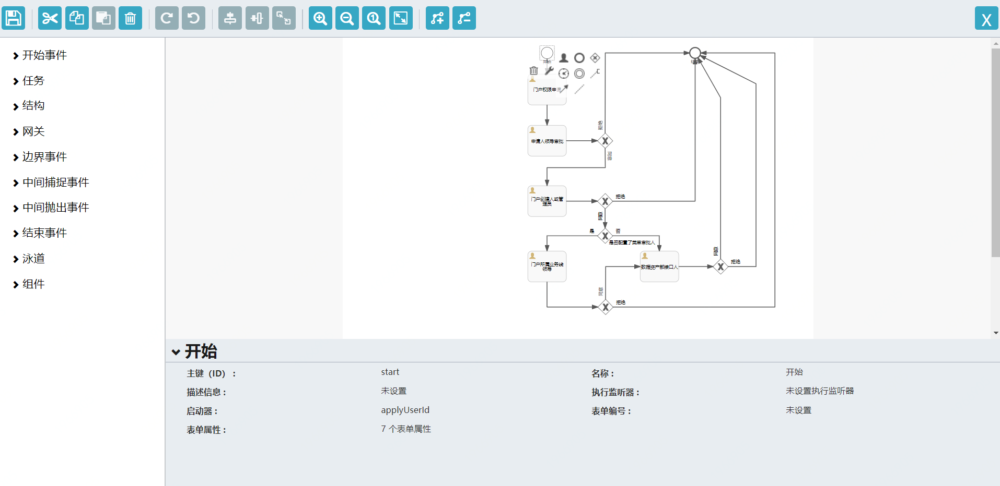 X
开始事件
任务
结构
网关
边界事件
中间捕捉事件
中间抛出事件
结束事件
泳道
组件
开始
门户权限申请
拒绝
申请人领导审批
X
同意
门户创建人或管
理员
X
拒绝
同意
是
否
X
是否配置了菜单审批人
门户所属业务线
领导
数据资产部接口人
同意
X
拒绝
同意
X
拒绝
开始
主键（ID）：
start
名称：
开始
描述信息：
未设置
执行监听器：
未设置执行监听器
启动器：
applyUserId
表单编号：
未设置
表单属性：
7 个表单属性